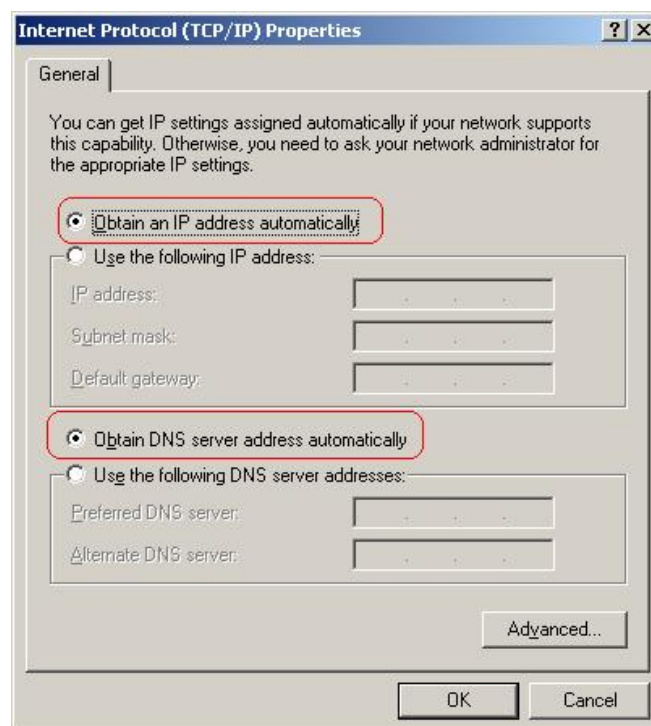 Internet Protocol (TCP/IP) Properties
General
You can get IP settings assigned automatically if your network supports
this capability. Otherwise, you need to ask your network administrator for
the appropriate IP settings.
Obtain an IP address automatically
Use the following IP address:
IP address:
Subnet mask:
Default gateway:
Obtain DNS server address automatically
Use the following DNS server addresses:
Preferred DNS server:
Alternate DNS server:
Advanced...
OK Cancel